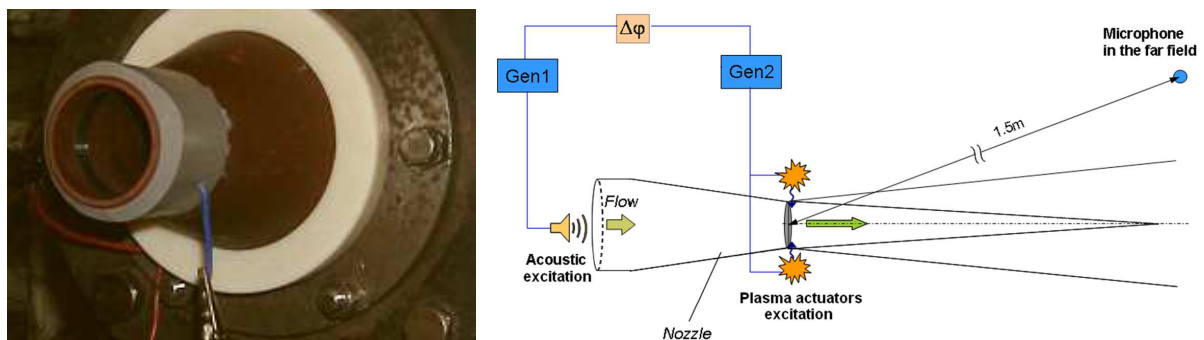 Δφ
Gen1
Gen2
Microphone
in the far field
1.5m
Flow
Acoustic
excitation
Plasma actuators
excitation
Nozzle